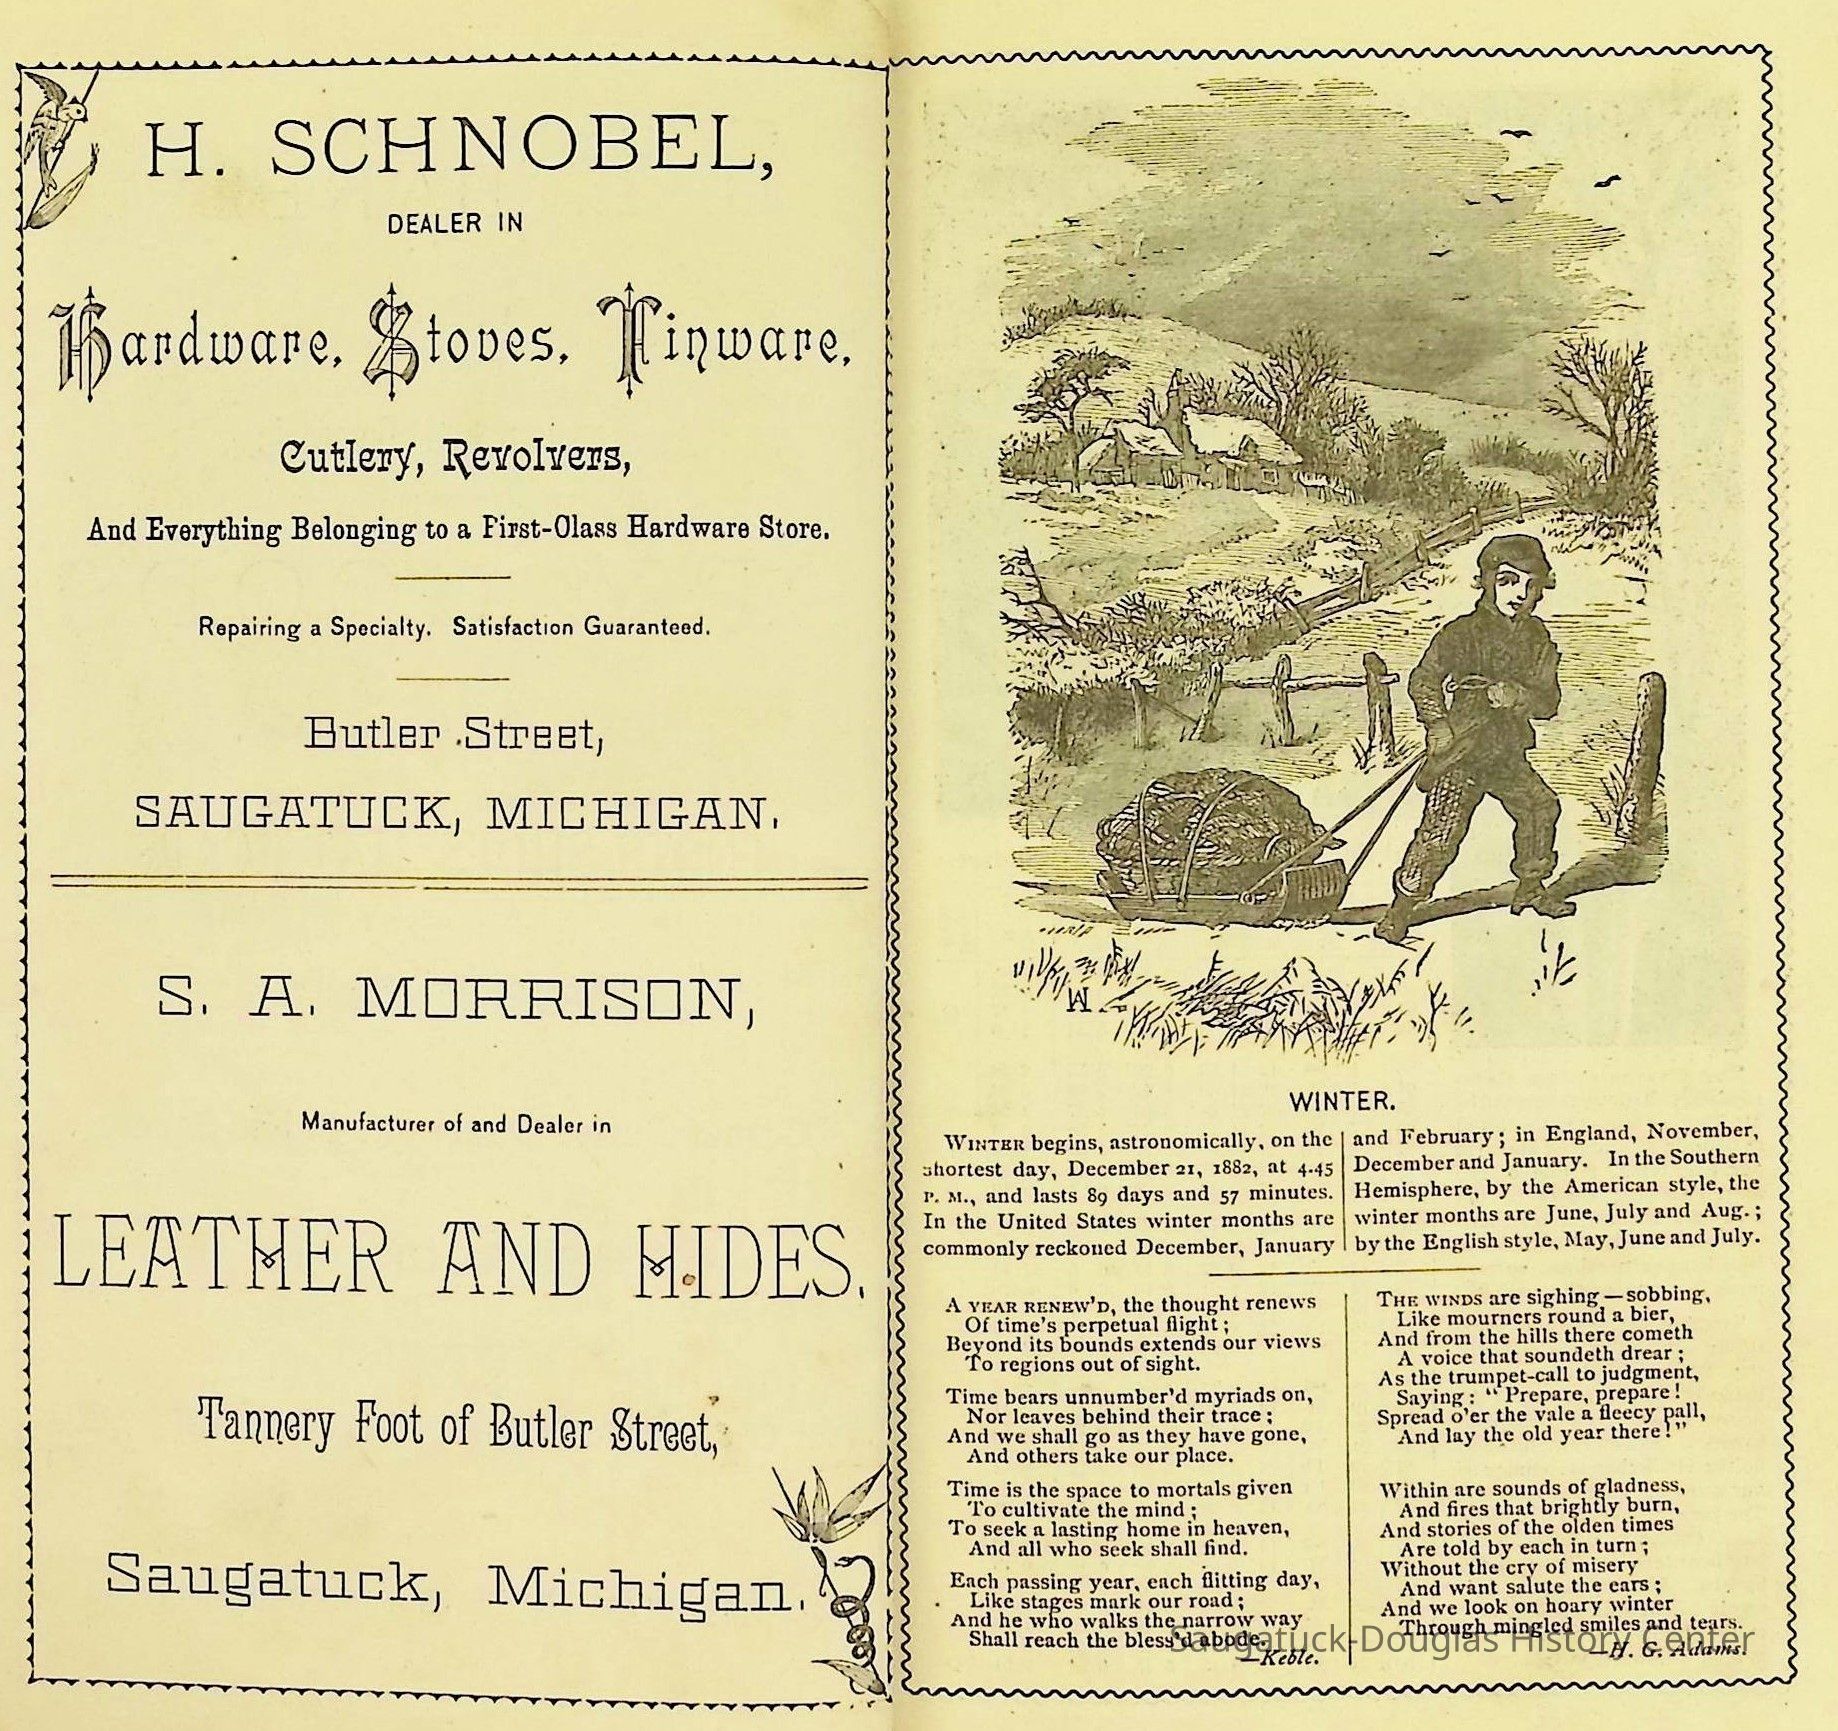 H. SCHNOBEL,
DEALER IN
Hardware, Stoves, Tinware,
Cutlery, Revolvers,
And Everything Belonging to a First-Class Hardware Store.
Repairing a Specialty. Satisfaction Guaranteed.
Butler Street,
SAUGATUCK, MICHIGAN.
S. A. MORRISON,
Manufacturer of and Dealer in
LEATHER AND HIDES.
Tannery Foot of Butler Street,
Saugatuck, Michigan.
WINTER.
WINTER begins, astronomically, on the
shortest day, December 21, 1882, at 4.45
P. M., and lasts 89 days and 57 minutes.
In the United States winter months are
commonly reckoned December, January
and February; in England, November,
December and January. In the Southern
Hemisphere, by the American style, the
winter months are June, July and Aug.;
by the English style, May, June and July.
A YEAR RENEW'D, the thought renews
Of time's perpetual flight;
Beyond its bounds extends our views
To regions out of sight.
Time bears unnumber'd myriads on,
Nor leaves behind their trace;
And we shall go as they have gone,
And others take our place.
Time is the space to mortals given
To cultivate the mind;
To seek a lasting home in heaven,
And all who seek shall find.
Each passing year, each flitting day,
Like stages mark our road;
And he who walks the narrow way
Shall reach the bless'd abode.
—Keble.
THE WINDS are sighing—sobbing,
Like mourners round a bier,
And from the hills there cometh
A voice that soundeth drear;
As the trumpet-call to judgment,
Saying: "Prepare, prepare!
Spread o'er the vale a fleecy pall,
And lay the old year there!"
Within are sounds of gladness,
And fires that brightly burn,
And stories of the olden times
Are told by each in turn;
Without the cry of misery
And want salute the ears;
And we look on hoary winter
Through mingled smiles and tears.
—H. G. Adams.
Saugatuck-Douglas History Center